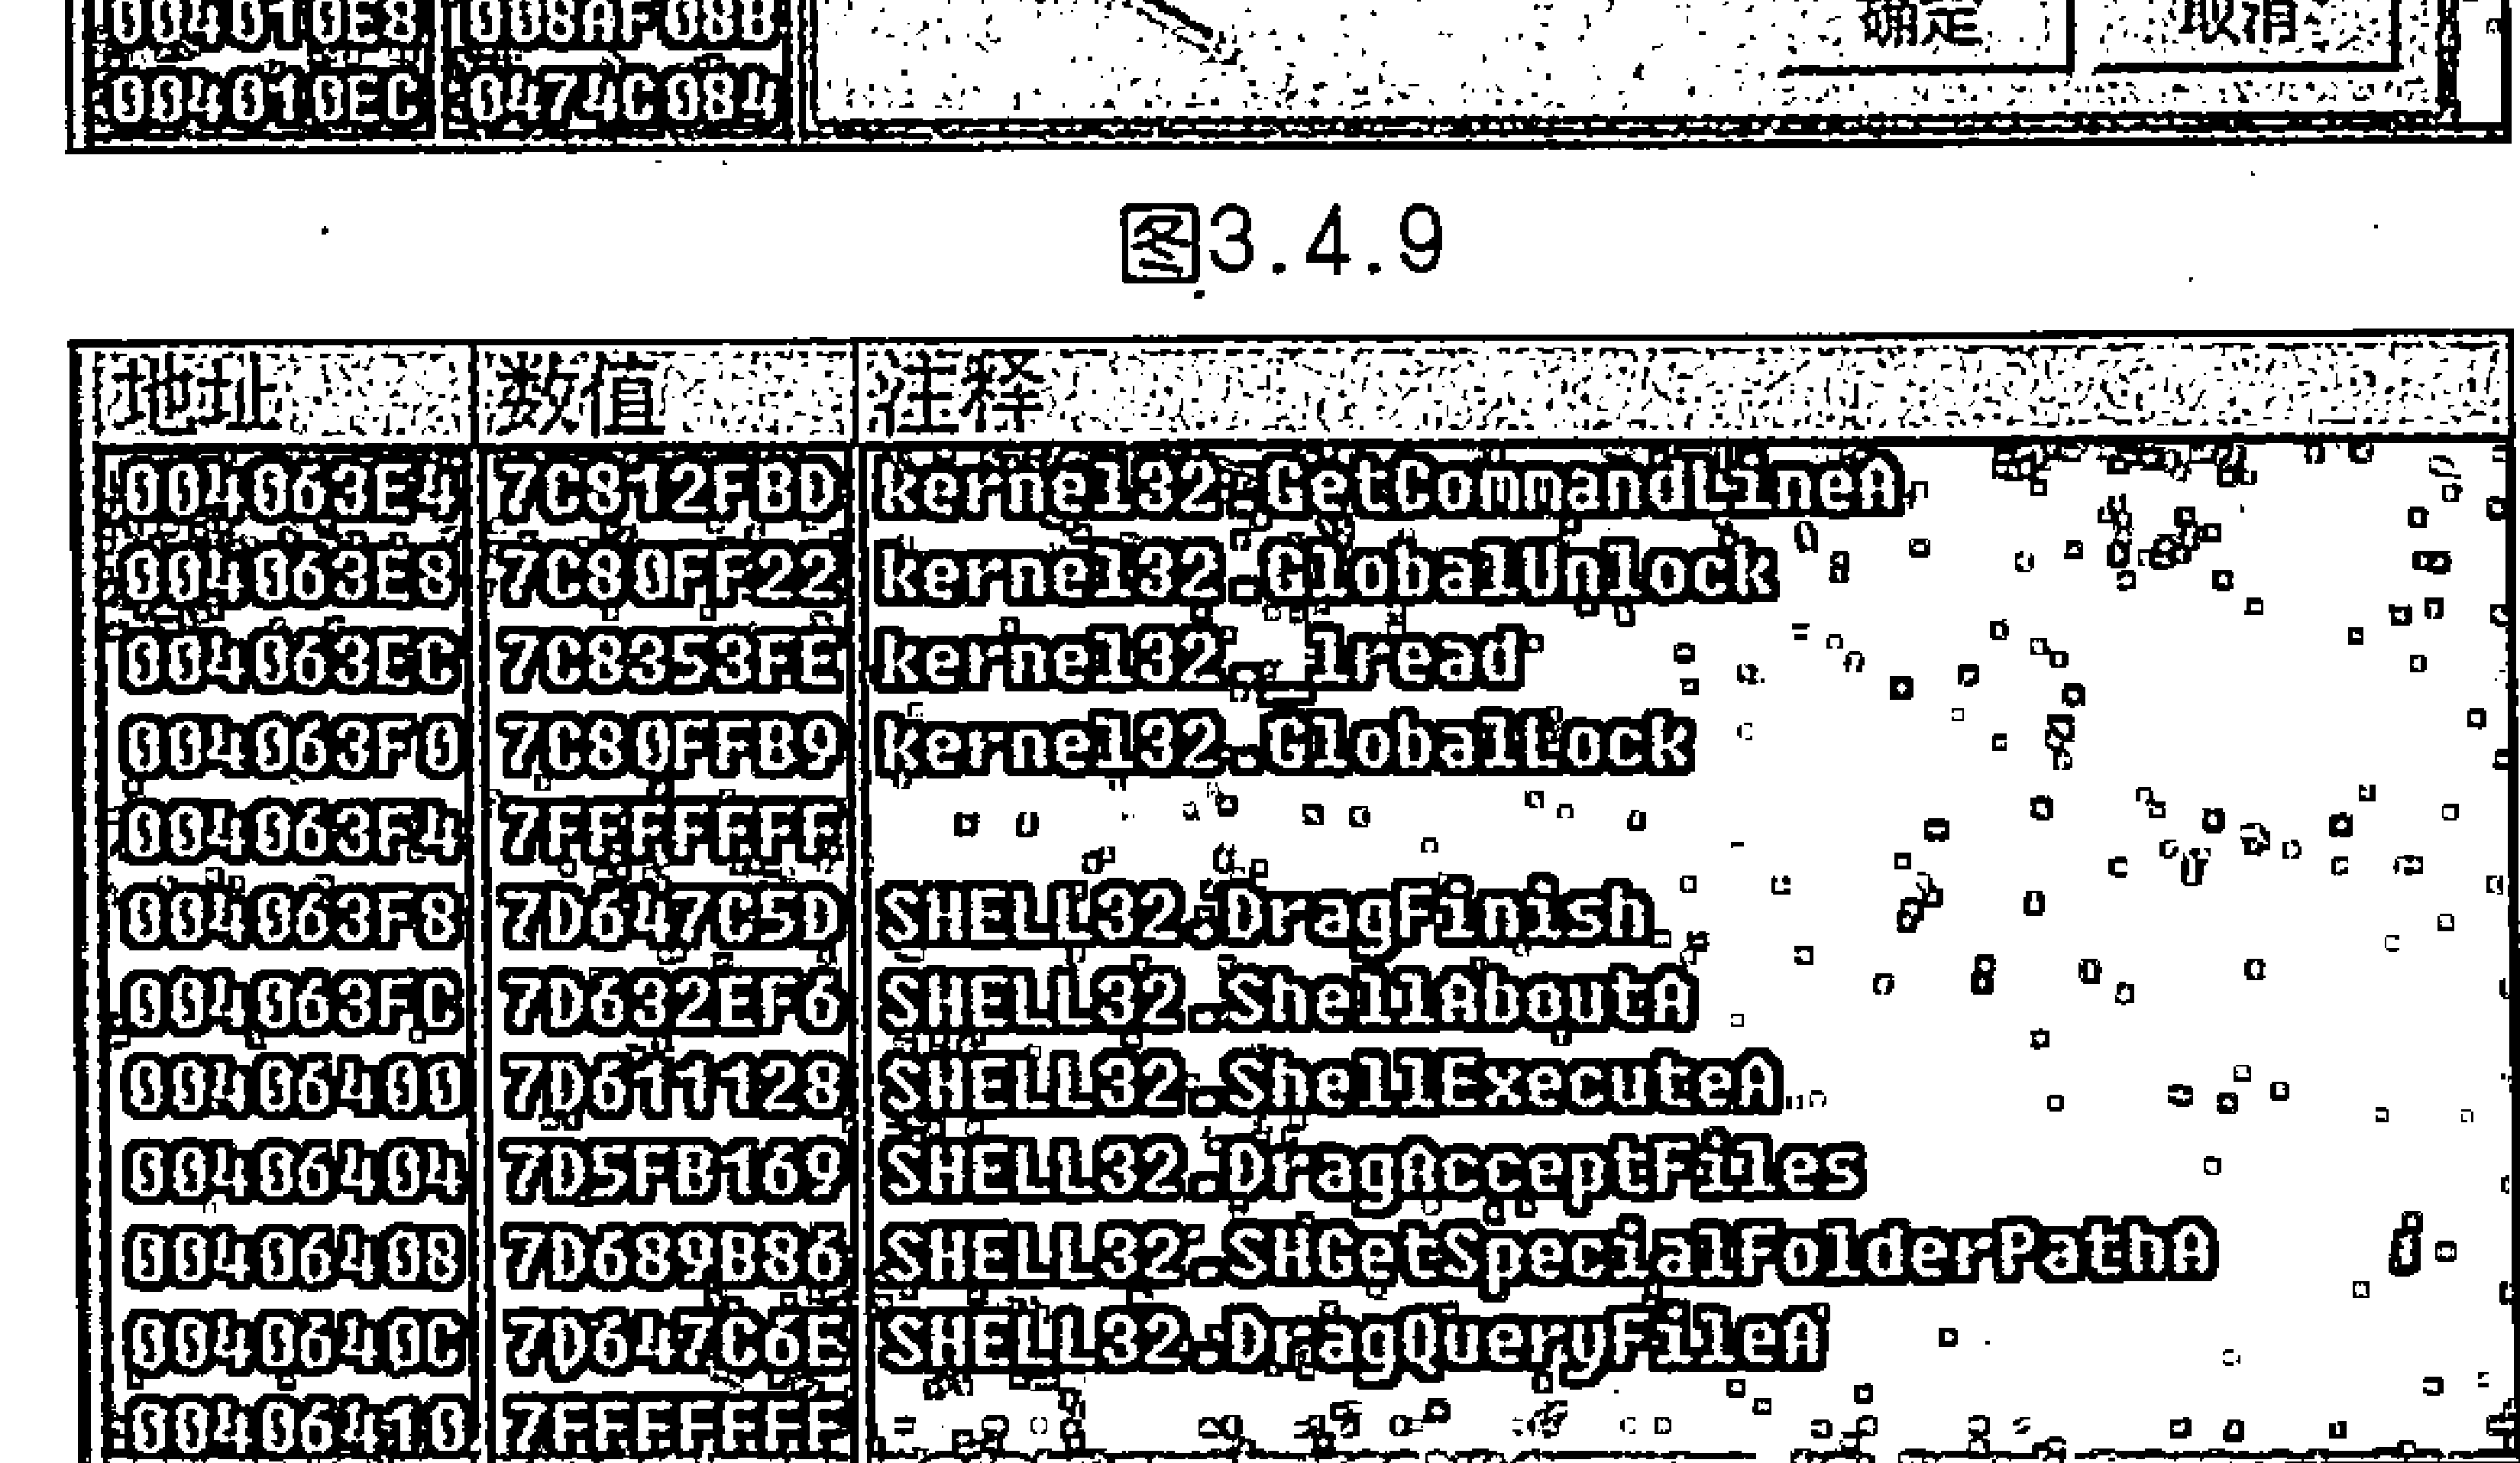 004010E8 008AF08B 确定 取消
004010EC 0474C084
图3.4.9
地址 数值 注释
004063E4 7C812FBD kernel32.GetCommandLineA
004063E8 7C80FF22 kernel32.GlobalUnlock
004063EC 7C8353FE kernel32._lread
004063F0 7C80FFB9 kernel32.GlobalLock
004063F4 7FFFFFFF
004063F8 7D647C5D SHELL32.DragFinish
004063FC 7D632EF6 SHELL32.ShellAboutA
00406400 7D611128 SHELL32.ShellExecuteA
00406404 7D5FB169 SHELL32.DragAcceptFiles
00406408 7D689B86 SHELL32.SHGetSpecialFolderPathA
0040640C 7D647C6E SHELL32.DragQueryFileA
00406410 7FFFFFFF